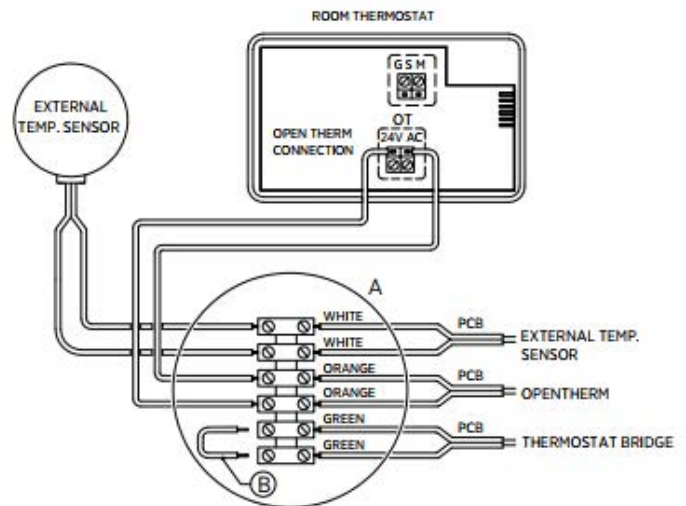 ROOM THERMOSTAT
G S M
EXTERNAL
TEMP. SENSOR
OPEN THERM
CONNECTION
OT
24V AC
A
WHITE
PCB
EXTERNAL TEMP.
SENSOR
WHITE
ORANGE
PCB
OPENTHERM
ORANGE
GREEN
PCB
THERMOSTAT BRIDGE
GREEN
B